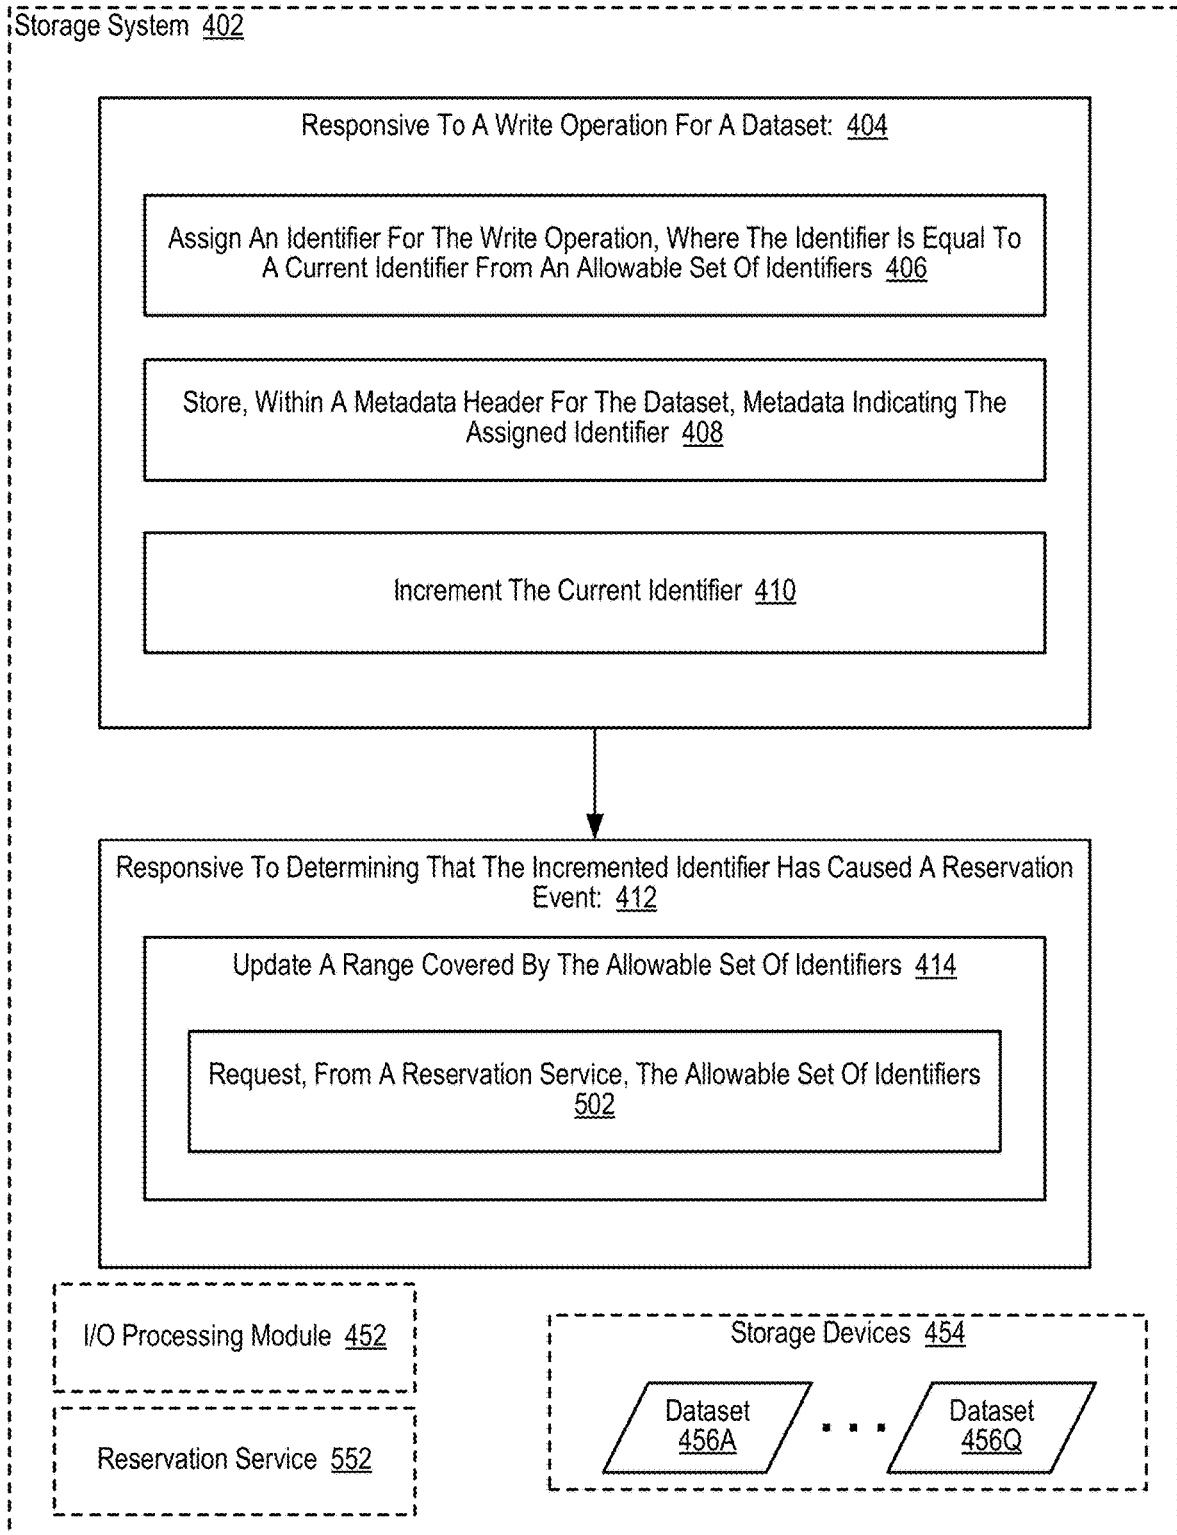 Storage System 402
Responsive To A Write Operation For A Dataset: 404
Assign An Identifier For The Write Operation, Where The Identifier Is Equal To
A Current Identifier From An Allowable Set Of Identifiers 406
Store, Within A Metadata Header For The Dataset, Metadata Indicating The
Assigned Identifier 408
Increment The Current Identifier 410
Responsive To Determining That The Incremented Identifier Has Caused A Reservation
Event: 412
Update A Range Covered By The Allowable Set Of Identifiers 414
Request, From A Reservation Service, The Allowable Set Of Identifiers
502
I/O Processing Module 452
Reservation Service 552
Storage Devices 454
Dataset
456A
...
Dataset
456Q